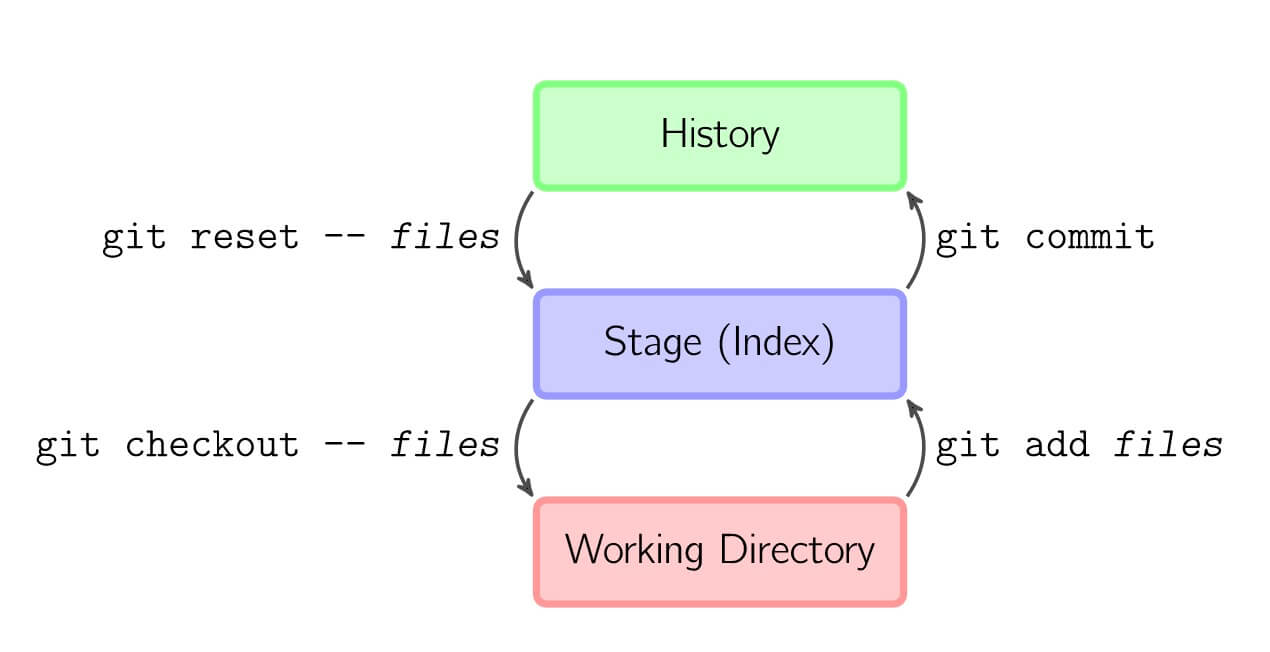 History
git reset -- files
git commit
Stage (Index)
git checkout -- files
git add files
Working Directory